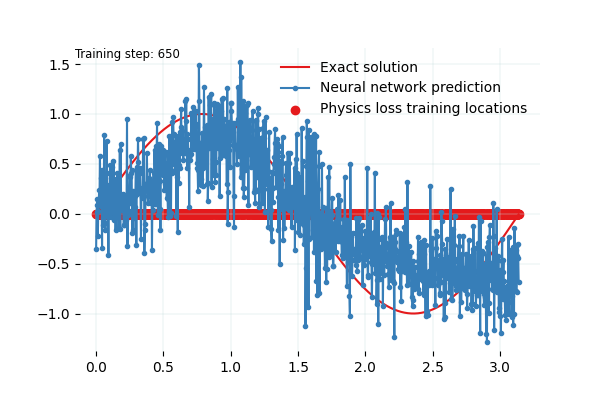 Training step: 650
Exact solution
Neural network prediction
Physics loss training locations
1.5
1.0
0.5
0.0
−0.5
−1.0
0.0 0.5 1.0 1.5 2.0 2.5 3.0